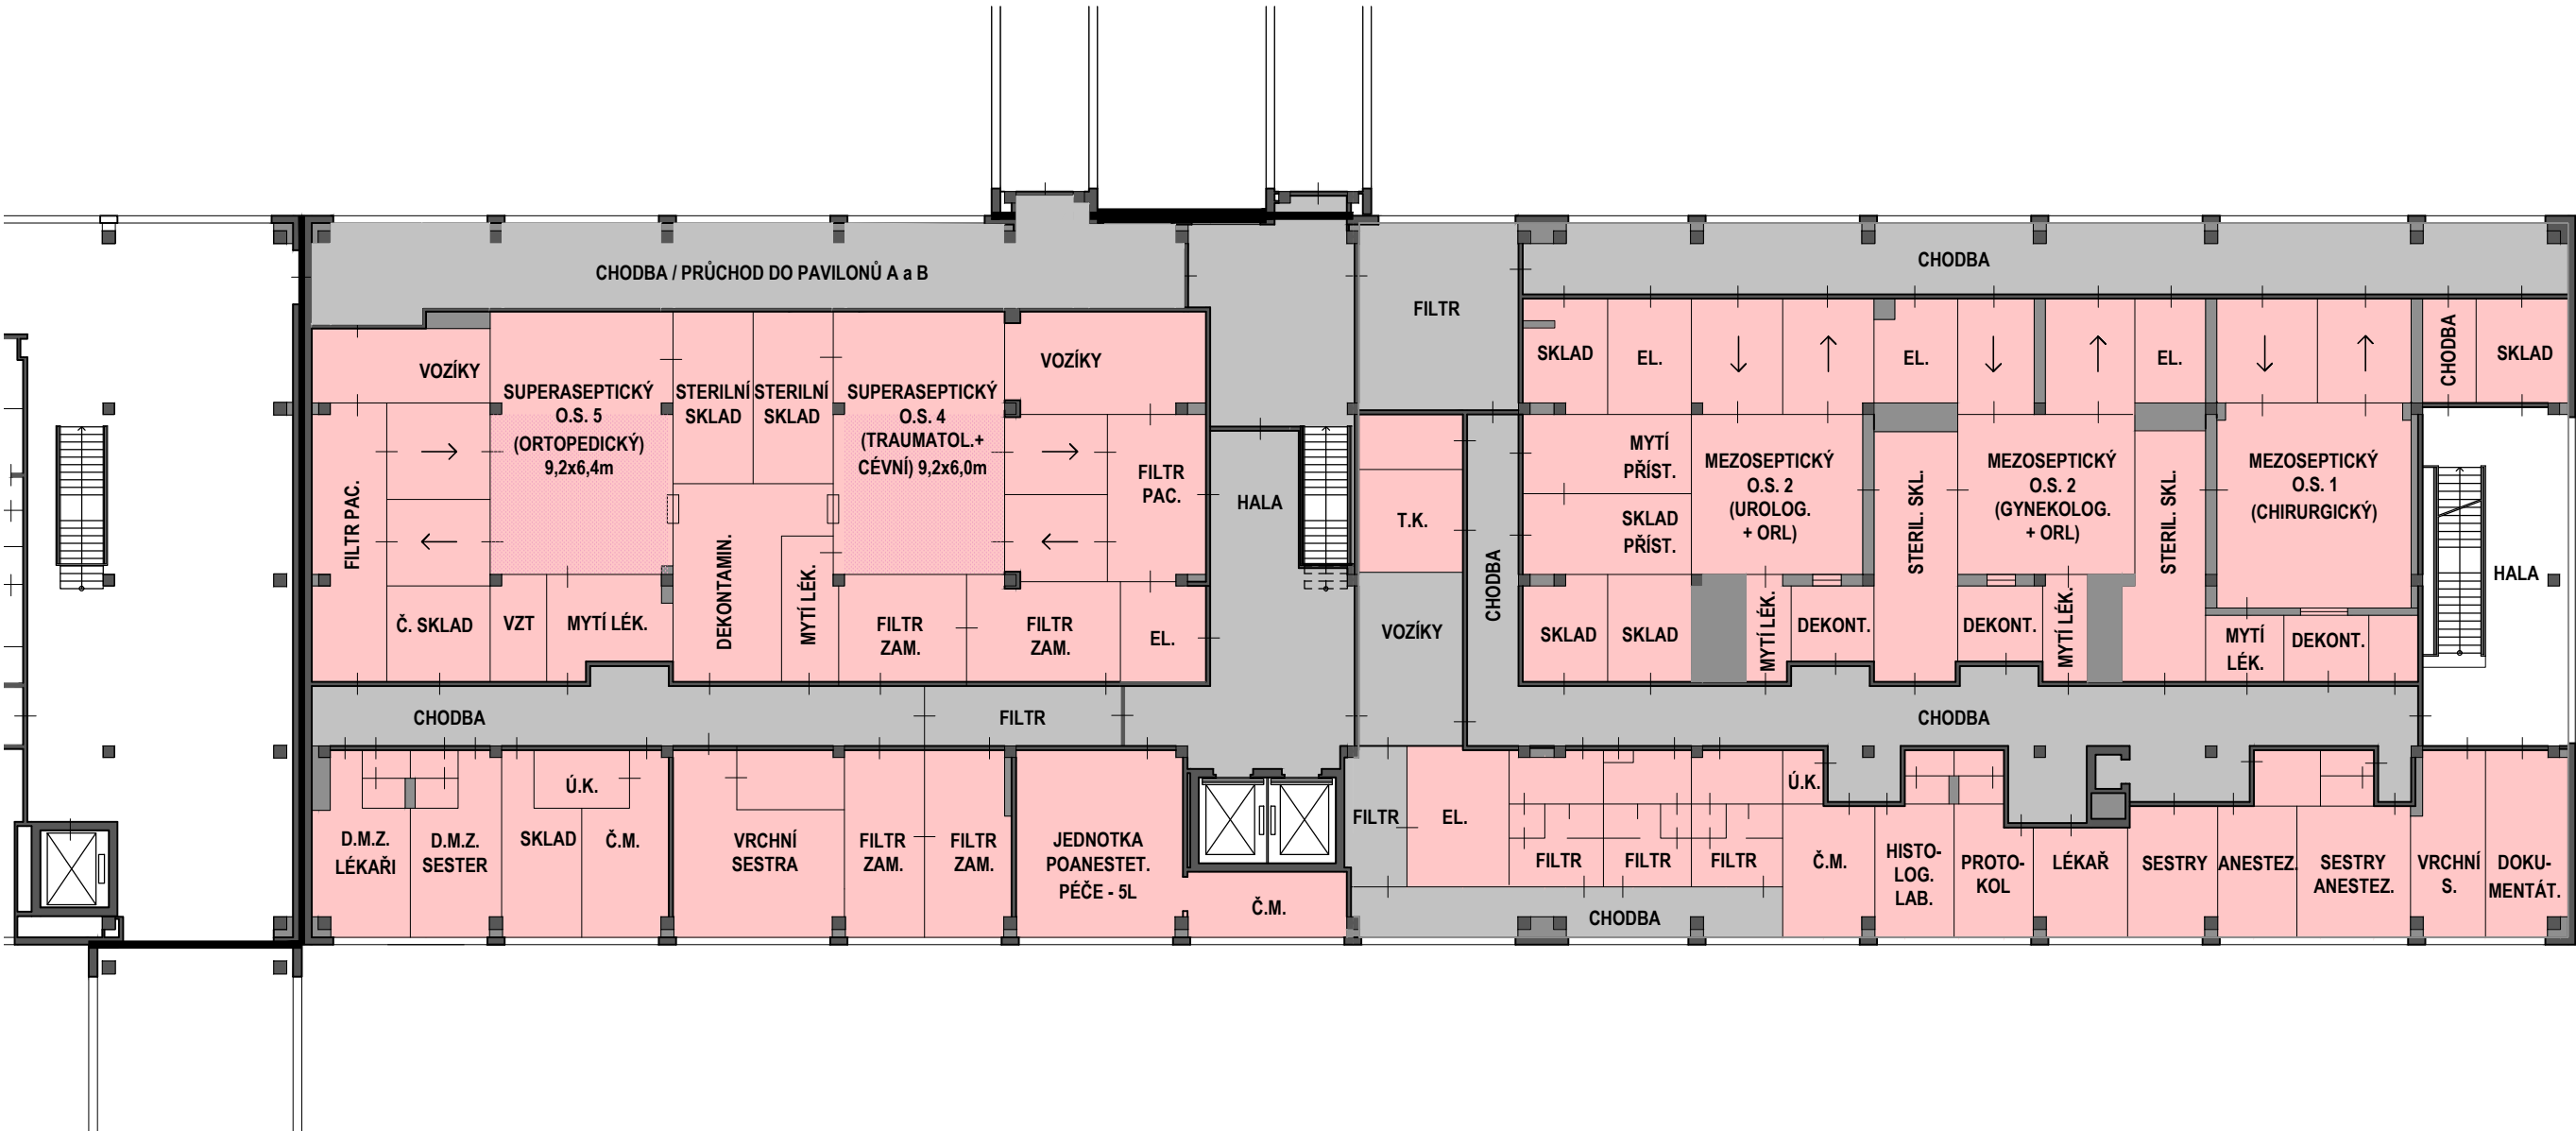 CHODBA / PRŮCHOD DO PAVILONŮ A a B
FILTR
CHODBA
VOZÍKY
SUPERASEPTICKÝ
O.S. 5
(ORTOPEDICKÝ)
9,2x6,4m
STERILNÍ
SKLAD
STERILNÍ
SKLAD
SUPERASEPTICKÝ
O.S. 4
(TRAUMATOL.+
CÉVNÍ) 9,2x6,0m
VOZÍKY
FILTR PAC.
FILTR
PAC.
HALA
Č. SKLAD
VZT
MYTÍ LÉK.
DEKONTAMIN.
MYTÍ LÉK.
FILTR
ZAM.
FILTR
ZAM.
EL.
T.K.
VOZÍKY
CHODBA
SKLAD
EL.
EL.
EL.
CHODBA
SKLAD
MYTÍ
PŘÍST.
SKLAD
PŘÍST.
MEZOSEPTICKÝ
O.S. 2
(UROLOG.
+ ORL)
STERIL. SKL.
MEZOSEPTICKÝ
O.S. 2
(GYNEKOLOG.
+ ORL)
STERIL. SKL.
MEZOSEPTICKÝ
O.S. 1
(CHIRURGICKÝ)
HALA
SKLAD
SKLAD
MYTÍ LÉK.
DEKONT.
DEKONT.
MYTÍ LÉK.
MYTÍ
LÉK.
DEKONT.
CHODBA
FILTR
CHODBA
D.M.Z.
LÉKAŘI
D.M.Z.
SESTER
SKLAD
Ú.K.
Č.M.
VRCHNÍ
SESTRA
FILTR
ZAM.
FILTR
ZAM.
JEDNOTKA
POANESTET.
PÉČE - 5L
Č.M.
FILTR
EL.
FILTR
FILTR
FILTR
CHODBA
Ú.K.
Č.M.
HISTO-
LOG.
LAB.
PROTO-
KOL
LÉKAŘ
SESTRY
ANESTEZ.
SESTRY
ANESTEZ.
VRCHNÍ
S.
DOKU-
MENTÁT.